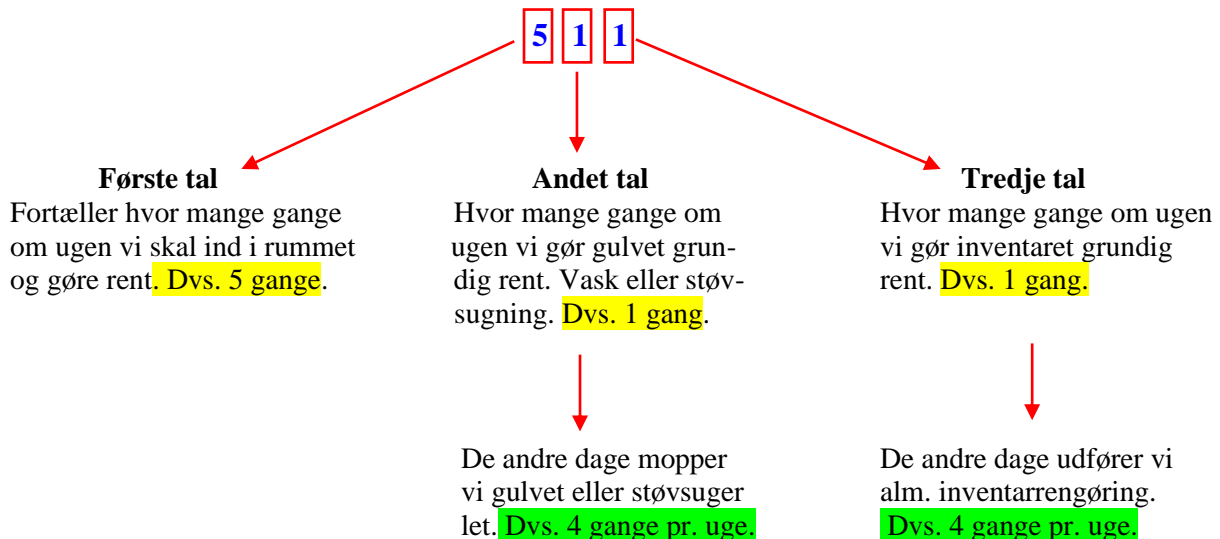 5 1 1
Første tal
Fortæller hvor mange gange
om ugen vi skal ind i rummet
og gøre rent. Dvs. 5 gange.
Andet tal
Hvor mange gange om
ugen vi gør gulvet grun-
dig rent. Vask eller støv-
sugning. Dvs. 1 gang.
Tredje tal
Hvor mange gange om ugen
vi gør inventaret grundig
rent. Dvs. 1 gang.
De andre dage mopper
vi gulvet eller støvsuger
let. Dvs. 4 gange pr. uge.
De andre dage udfører vi
alm. inventarrengøring.
Dvs. 4 gange pr. uge.